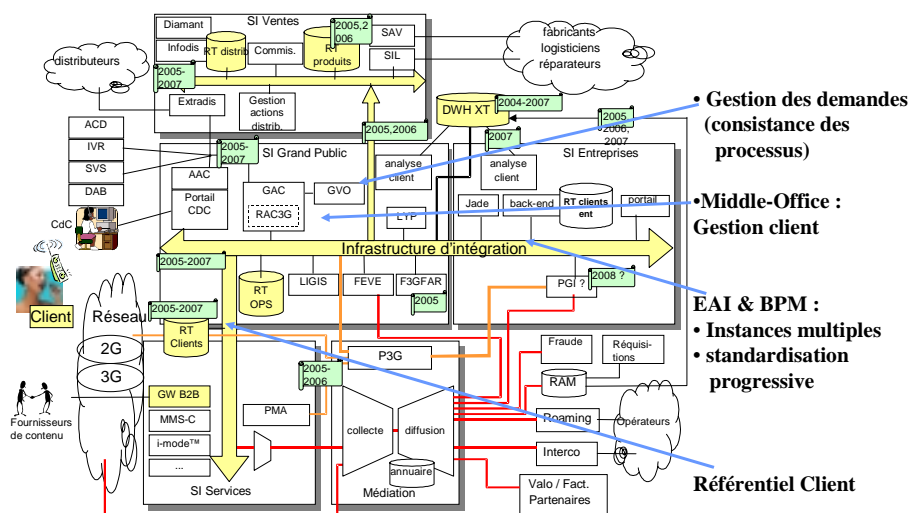 SI Ventes
Diamant
Infodis
RT distrib
Commis.
RT
produits
2005,2
006
SAV
SIL
distributeurs
fabricants
logisticiens
réparateurs
2005-
2007
Extradis
Gestion
actions
distrib.
DWH XT
2004-2007
2005
2006, 2007
• Gestion des demandes
(consistance des
processus)
ACD
IVR
SVS
DAB
CdC
2005-
2007
SI Grand Public
2005,2006
2007
SI Entreprises
AAC
Portail
CDC
GAC
RAC3G
GVO
analyse
client
analyse
client
LYP
Jade
back-end
RT clients
ent
portail
•Middle-Office :
Gestion client
Infrastructure d'intégration
2005-2007
RT
OPS
LIGIS
FEVE
F3GFAR
2005
PGI ?
2008 ?
EAI & BPM :
• Instances multiples
• standardisation
progressive
Client
Réseau
2G
3G
2005-2007
RT
Clients
Fournisseurs
de contenu
GW B2B
MMS-C
i-mode™
...
SI Services
PMA
2005-
2006
P3G
collecte
diffusion
annuaire
Médiation
Fraude
Réquisi-
tions
RAM
Roaming
Interco
Opérateurs
Valo / Fact.
Partenaires
Référentiel Client